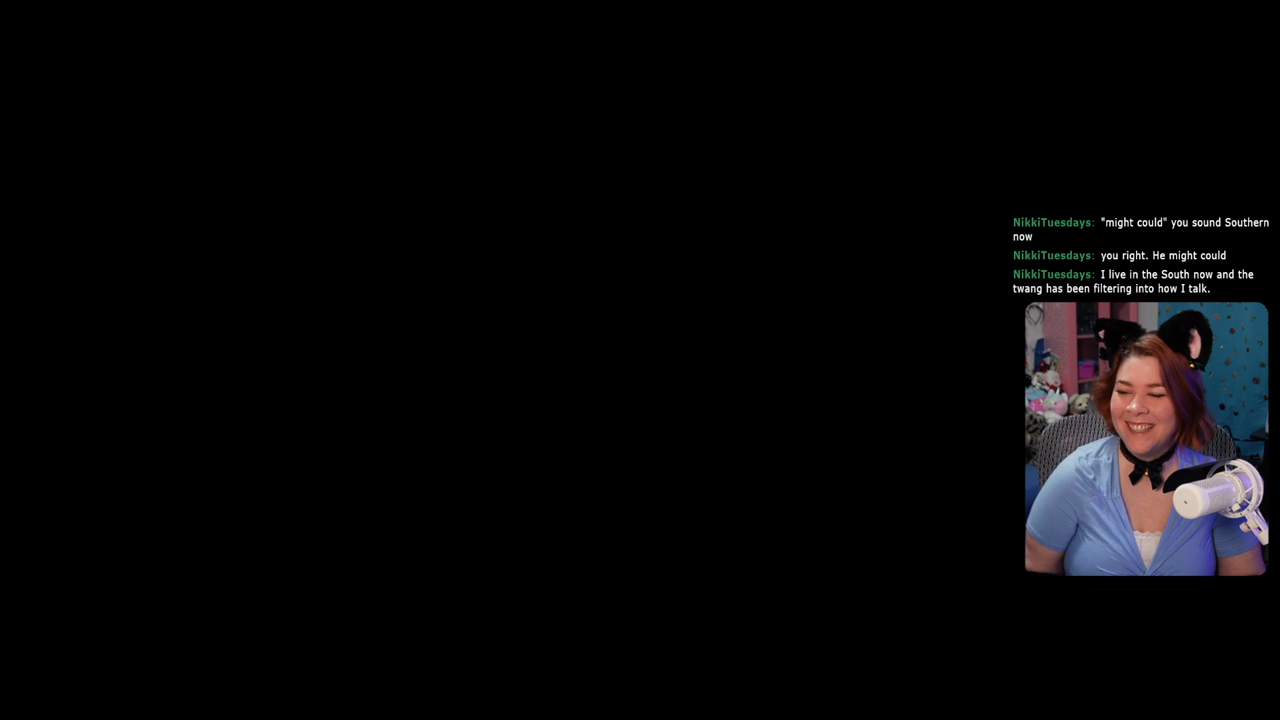 NikkiTuesdays: "might could" you sound Southern
now
NikkiTuesdays: you right. He might could
NikkiTuesdays: I live in the South now and the
twang has been filtering into how I talk.